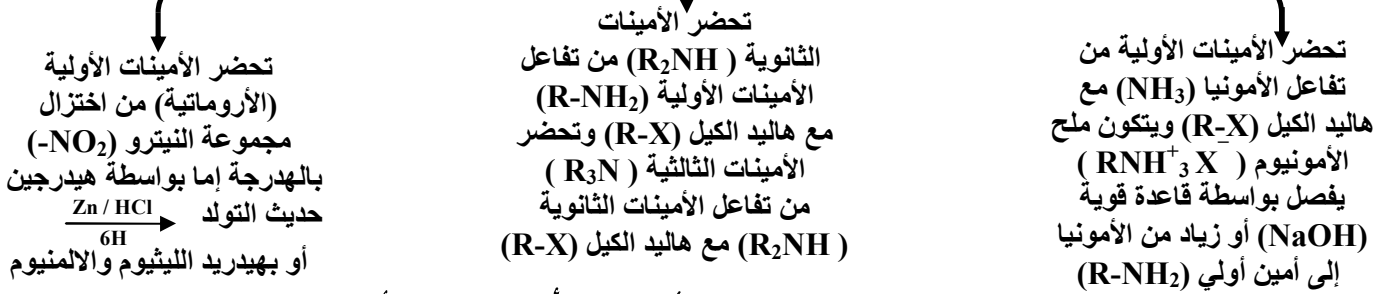 تحضر الأمينات الأولية من
تفاعل الأمونيا (NH₃) مع
هاليد الكيل (R-X) ويتكون ملح
الأمونيوم ( RNH⁺₃ X⁻ )
يفصل بواسطة قاعدة قوية
(NaOH) أو زياد من الأمونيا
إلى أمين أولي (R-NH₂)
تحضر الأمينات
الثانوية ( R₂NH) من تفاعل
الأمينات الأولية (R-NH₂)
مع هاليد الكيل (R-X) وتحضر
الأمينات الثالثية ( R₃N )
من تفاعل الأمينات الثانوية
( R₂NH) مع هاليد الكيل (R-X)
تحضر الأمينات الأولية
(الأروماتية) من اختزال
مجموعة النيترو (NO₂-)
بالهدرجة إما بواسطة هيدرجين
حديث التولد Zn / HCl 6H
أو بهيدريد الليثيوم والالمنيوم